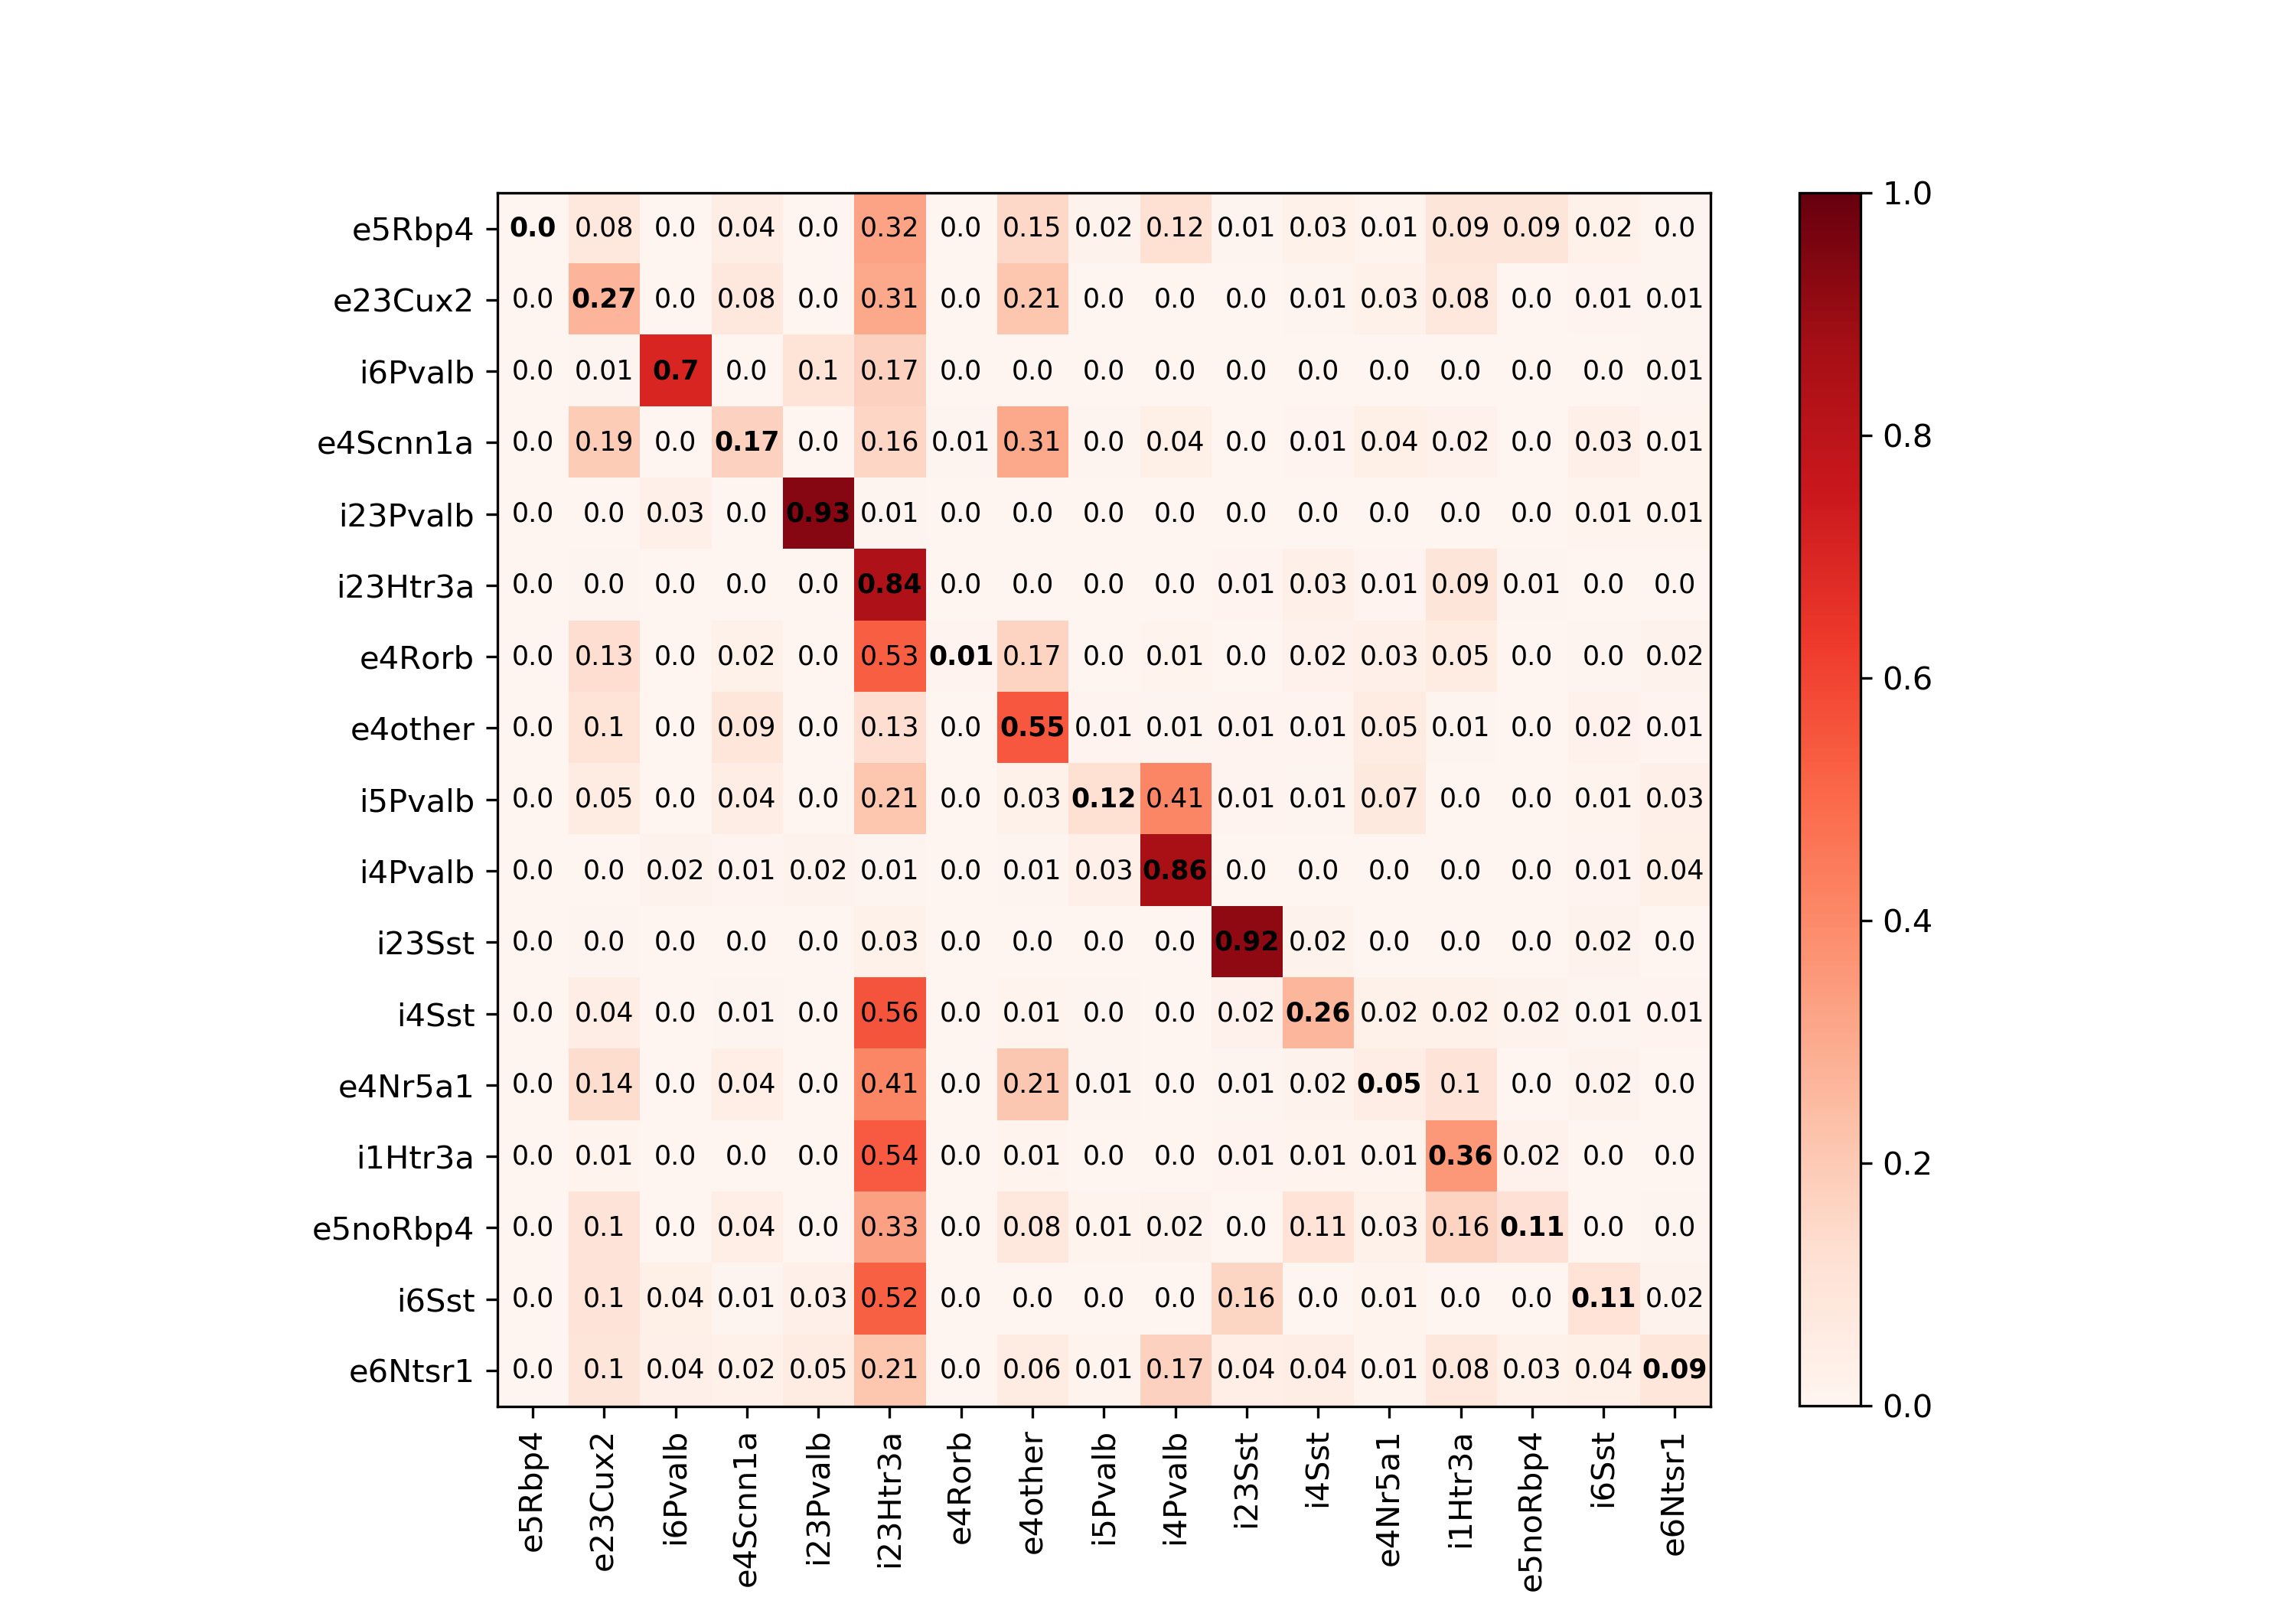 e5Rbp4 0.0 0.08 0.0 0.04 0.0 0.32 0.0 0.15 0.02 0.12 0.01 0.03 0.01 0.09 0.09 0.02 0.0
e23Cux2 0.0 0.27 0.0 0.08 0.0 0.31 0.0 0.21 0.0 0.0 0.0 0.01 0.03 0.08 0.0 0.01 0.01
i6Pvalb 0.0 0.01 0.7 0.0 0.1 0.17 0.0 0.0 0.0 0.0 0.0 0.0 0.0 0.0 0.0 0.0 0.01
e4Scnn1a 0.0 0.19 0.0 0.17 0.0 0.16 0.01 0.31 0.0 0.04 0.0 0.01 0.04 0.02 0.0 0.03 0.01
i23Pvalb 0.0 0.0 0.03 0.0 0.93 0.01 0.0 0.0 0.0 0.0 0.0 0.0 0.0 0.0 0.0 0.01 0.01
i23Htr3a 0.0 0.0 0.0 0.0 0.0 0.84 0.0 0.0 0.0 0.0 0.01 0.03 0.01 0.09 0.01 0.0 0.0
e4Rorb 0.0 0.13 0.0 0.02 0.0 0.53 0.01 0.17 0.0 0.01 0.0 0.02 0.03 0.05 0.0 0.0 0.02
e4other 0.0 0.1 0.0 0.09 0.0 0.13 0.0 0.55 0.01 0.01 0.01 0.01 0.05 0.01 0.0 0.02 0.01
i5Pvalb 0.0 0.05 0.0 0.04 0.0 0.21 0.0 0.03 0.12 0.41 0.01 0.01 0.07 0.0 0.0 0.01 0.03
i4Pvalb 0.0 0.0 0.02 0.01 0.02 0.01 0.0 0.01 0.03 0.86 0.0 0.0 0.0 0.0 0.0 0.01 0.04
i23Sst 0.0 0.0 0.0 0.0 0.0 0.03 0.0 0.0 0.0 0.0 0.92 0.02 0.0 0.0 0.0 0.02 0.0
i4Sst 0.0 0.04 0.0 0.01 0.0 0.56 0.0 0.01 0.0 0.0 0.02 0.26 0.02 0.02 0.02 0.01 0.01
e4Nr5a1 0.0 0.14 0.0 0.04 0.0 0.41 0.0 0.21 0.01 0.0 0.01 0.02 0.05 0.1 0.0 0.02 0.0
i1Htr3a 0.0 0.01 0.0 0.0 0.0 0.54 0.0 0.01 0.0 0.0 0.01 0.01 0.01 0.36 0.02 0.0 0.0
e5noRbp4 0.0 0.1 0.0 0.04 0.0 0.33 0.0 0.08 0.01 0.02 0.0 0.11 0.03 0.16 0.11 0.0 0.0
i6Sst 0.0 0.1 0.04 0.01 0.03 0.52 0.0 0.0 0.0 0.0 0.16 0.0 0.01 0.0 0.0 0.11 0.02
e6Ntsr1 0.0 0.1 0.04 0.02 0.05 0.21 0.0 0.06 0.01 0.17 0.04 0.04 0.01 0.08 0.03 0.04 0.09
e5Rbp4 e23Cux2 i6Pvalb e4Scnn1a i23Pvalb i23Htr3a e4Rorb e4other i5Pvalb i4Pvalb i23Sst i4Sst e4Nr5a1 i1Htr3a e5noRbp4 i6Sst e6Ntsr1
1.0
0.8
0.6
0.4
0.2
0.0